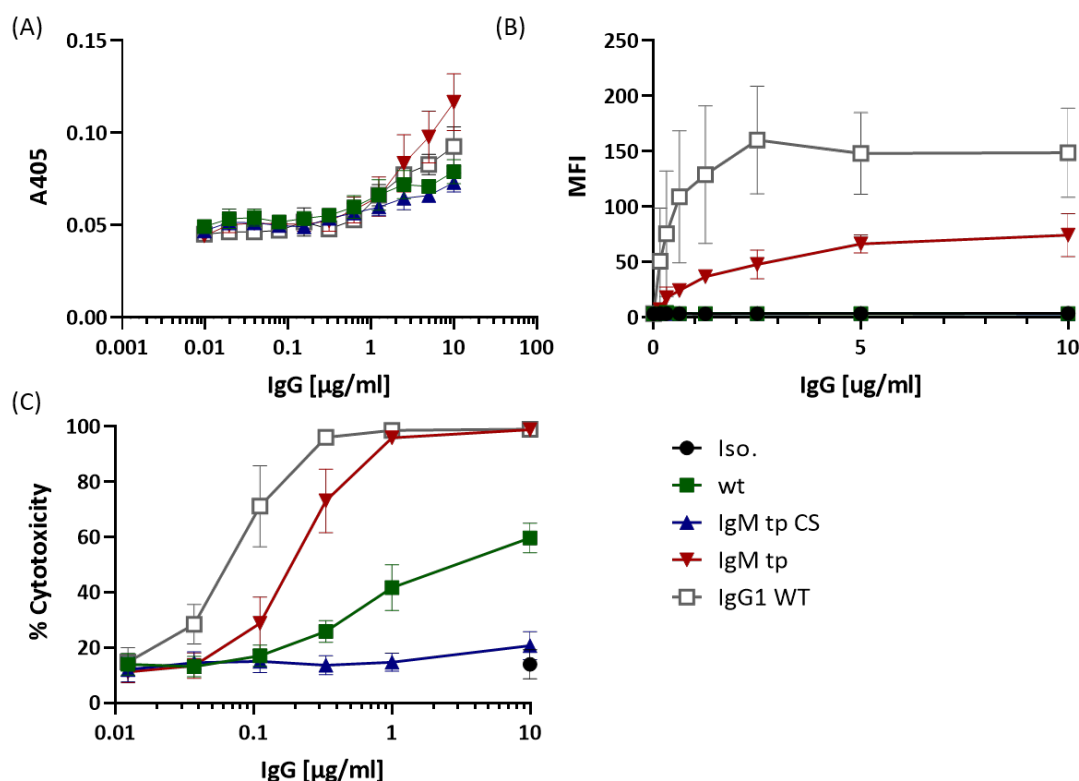 (A)
0.15
0.10
0.05
0.00
A405
0.001
0.01
0.1
1
10
100
IgG [µg/ml]
(B)
250
200
150
100
50
0
MFI
0
5
10
IgG [ug/ml]
(C)
100
80
60
40
20
0
% Cytotoxicity
0.01
0.1
1
10
IgG [µg/ml]
Iso.
wt
IgM tp CS
IgM tp
IgG1 WT